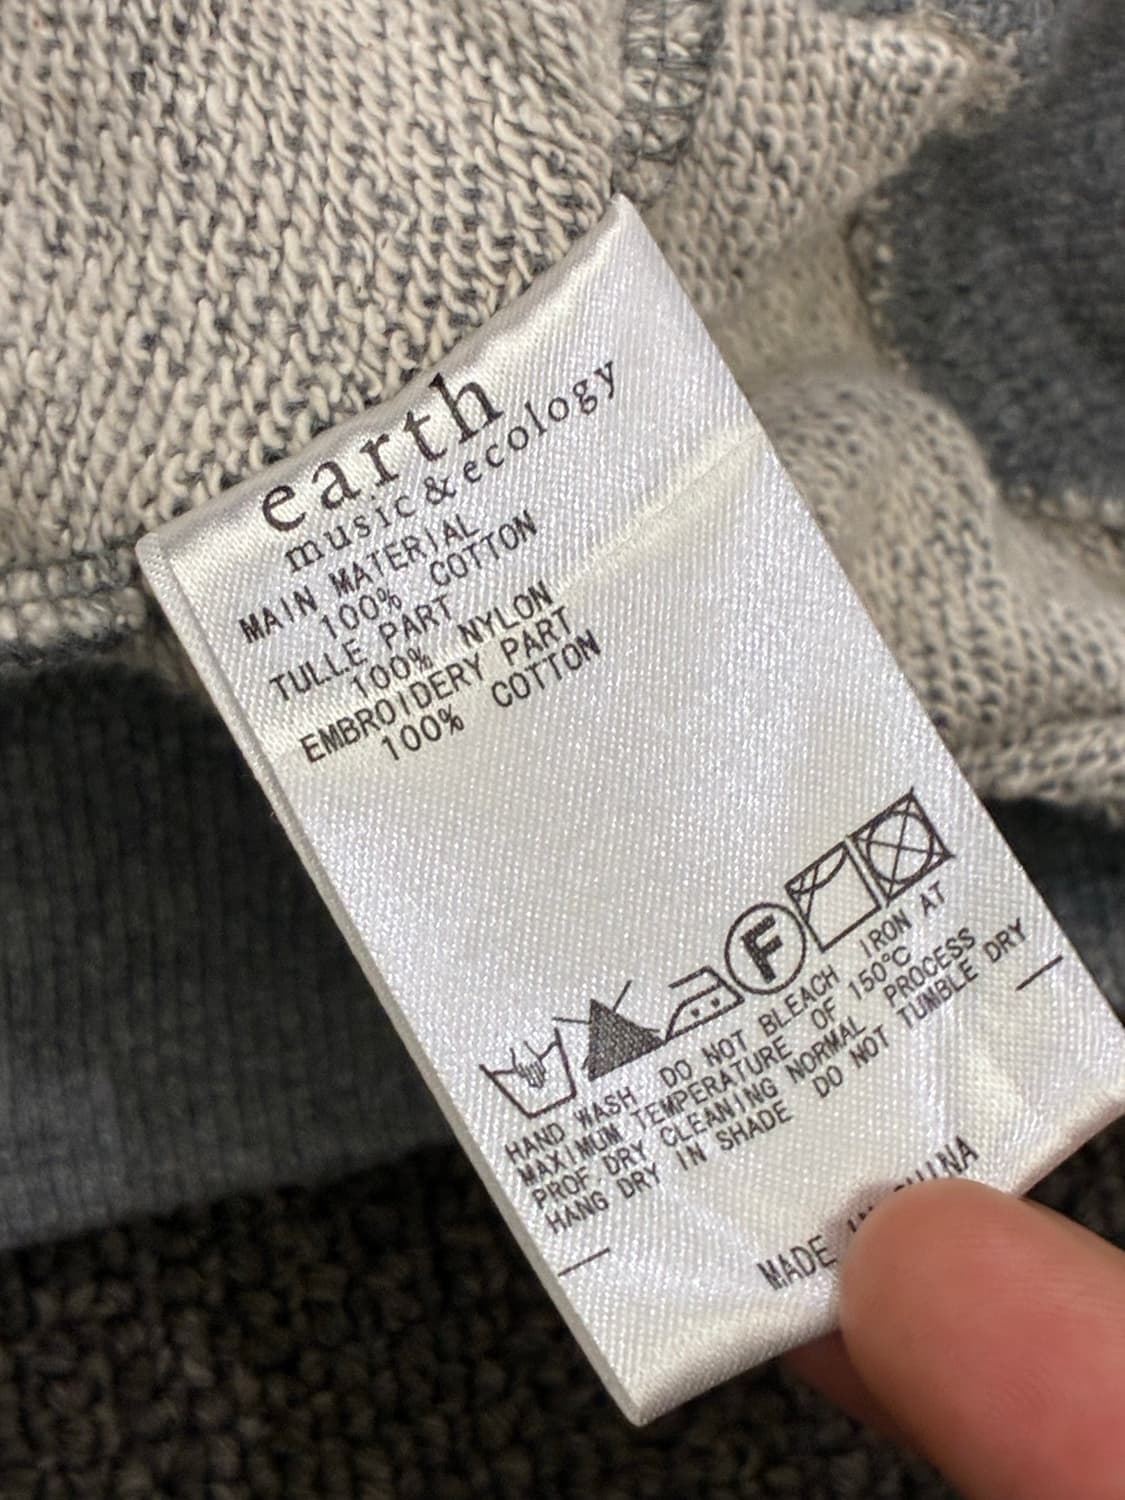 earth
music & ecology
MAIN MATERIAL
100% COTTON
TULLE PART
100% NYLON
EMBROIDERY PART
100% COTTON
F
HAND WASH DO NOT BLEACH IRON AT
MAXIMUM TEMPERATURE OF 150℃
PROF. DRY CLEANING NORMAL PROCESS
HANG DRY IN SHADE DO NOT TUMBLE DRY
MADE IN CHINA